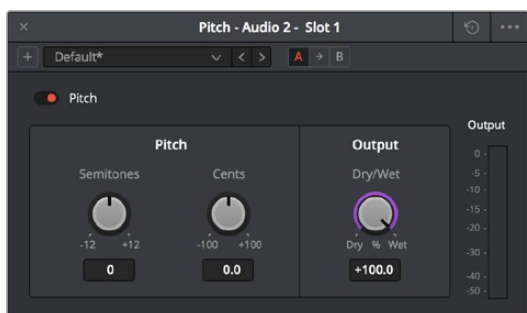 Pitch - Audio 2 - Slot 1
Default*
A B
Pitch
Pitch
Semitones
-12 +12
0
Cents
-100 +100
0.0
Output
Dry/Wet
Dry % Wet
+100.0
Output
0 -
-5 -
-10 -
-15 -
-20 -
-30 -
-40 -
-50 -